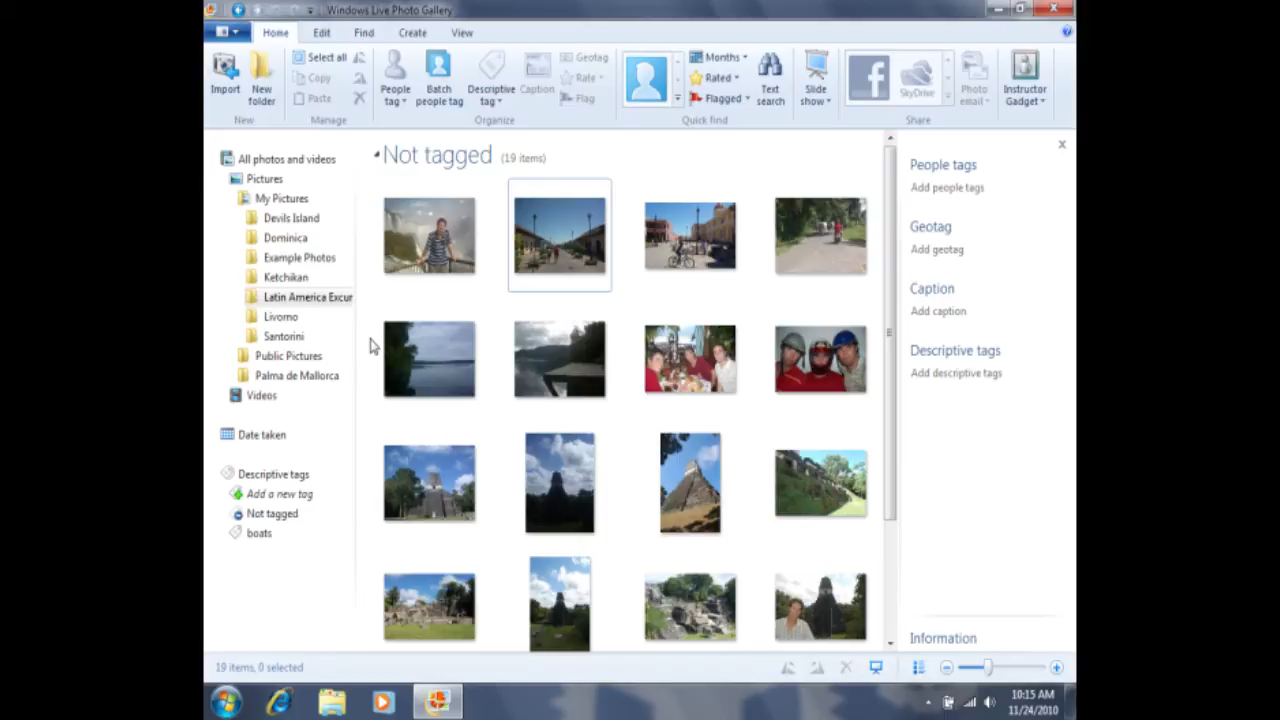 Windows Live Photo Gallery
Home Edit Find Create View
Import
New folder
Select all
Copy
Paste
People tag
Batch people tag
Descriptive tag
Caption
Geotag
Rate
Flag
Months
Rated
Flagged
Text search
Slide show
f
SkyDrive
Photo email
Instructor Gadget
New Manage Organize Quick find Share
All photos and videos
Pictures
My Pictures
Devils Island
Dominica
Example Photos
Ketchikan
Latin America Excur
Livorno
Santorini
Public Pictures
Palma de Mallorca
Videos
Date taken
Descriptive tags
Add a new tag
Not tagged
boats
Not tagged (19 items)
People tags
Add people tags
Geotag
Add geotag
Caption
Add caption
Descriptive tags
Add descriptive tags
Information
19 items, 0 selected
10:15 AM
11/24/2010